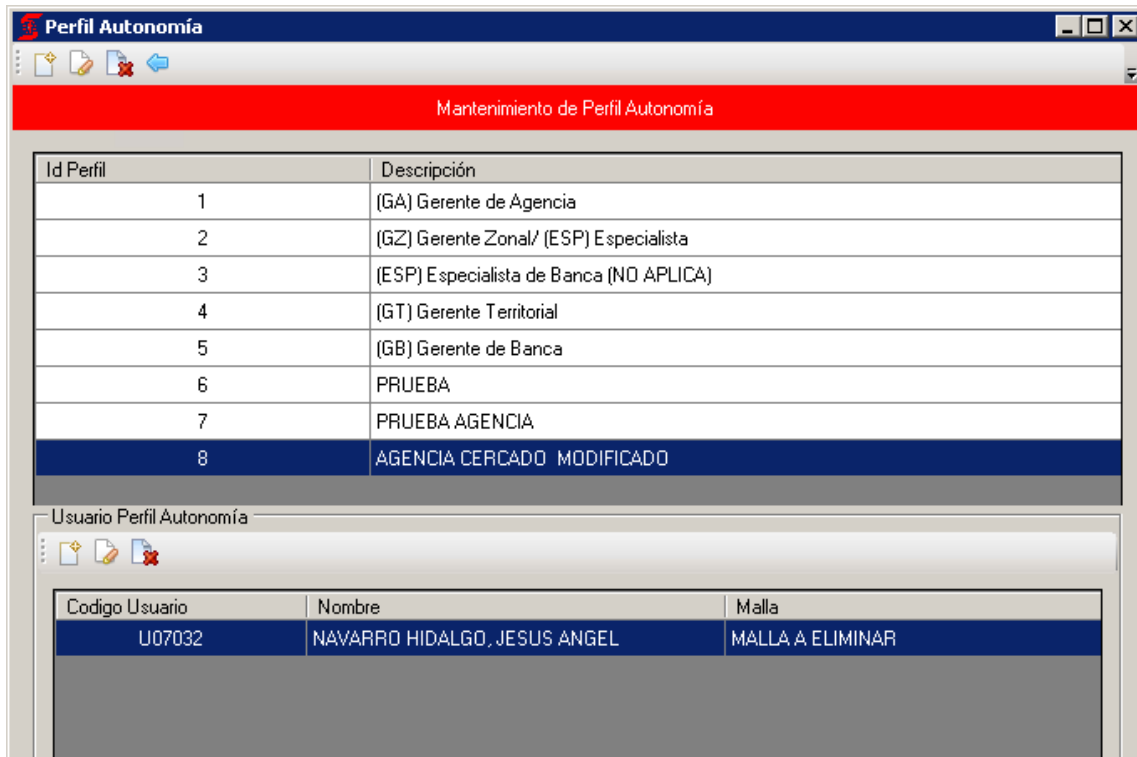 Perfil Autonomía
Mantenimiento de Perfil Autonomía
Id Perfil Descripción
1 (GA) Gerente de Agencia
2 (GZ) Gerente Zonal/ (ESP) Especialista
3 (ESP) Especialista de Banca (NO APLICA)
4 (GT) Gerente Territorial
5 (GB) Gerente de Banca
6 PRUEBA
7 PRUEBA AGENCIA
8 AGENCIA CERCADO  MODIFICADO
Usuario Perfil Autonomía
Codigo Usuario Nombre Malla
U07032 NAVARRO HIDALGO, JESUS ANGEL MALLA A ELIMINAR